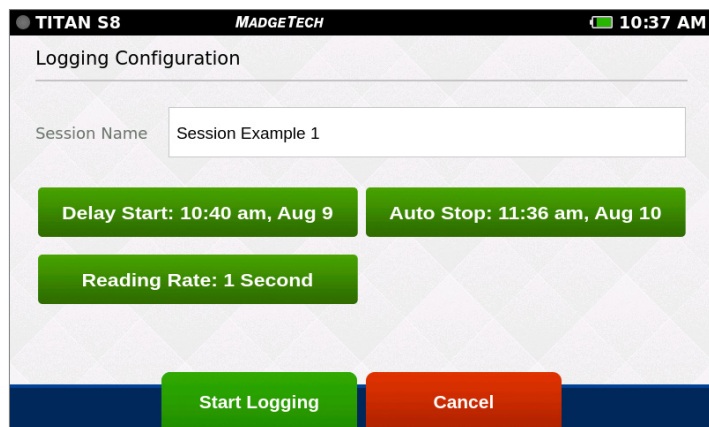 TITAN S8 MADGETECH 10:37 AM
Logging Configuration
Session Name Session Example 1
Delay Start: 10:40 am, Aug 9 Auto Stop: 11:36 am, Aug 10
Reading Rate: 1 Second
Start Logging Cancel